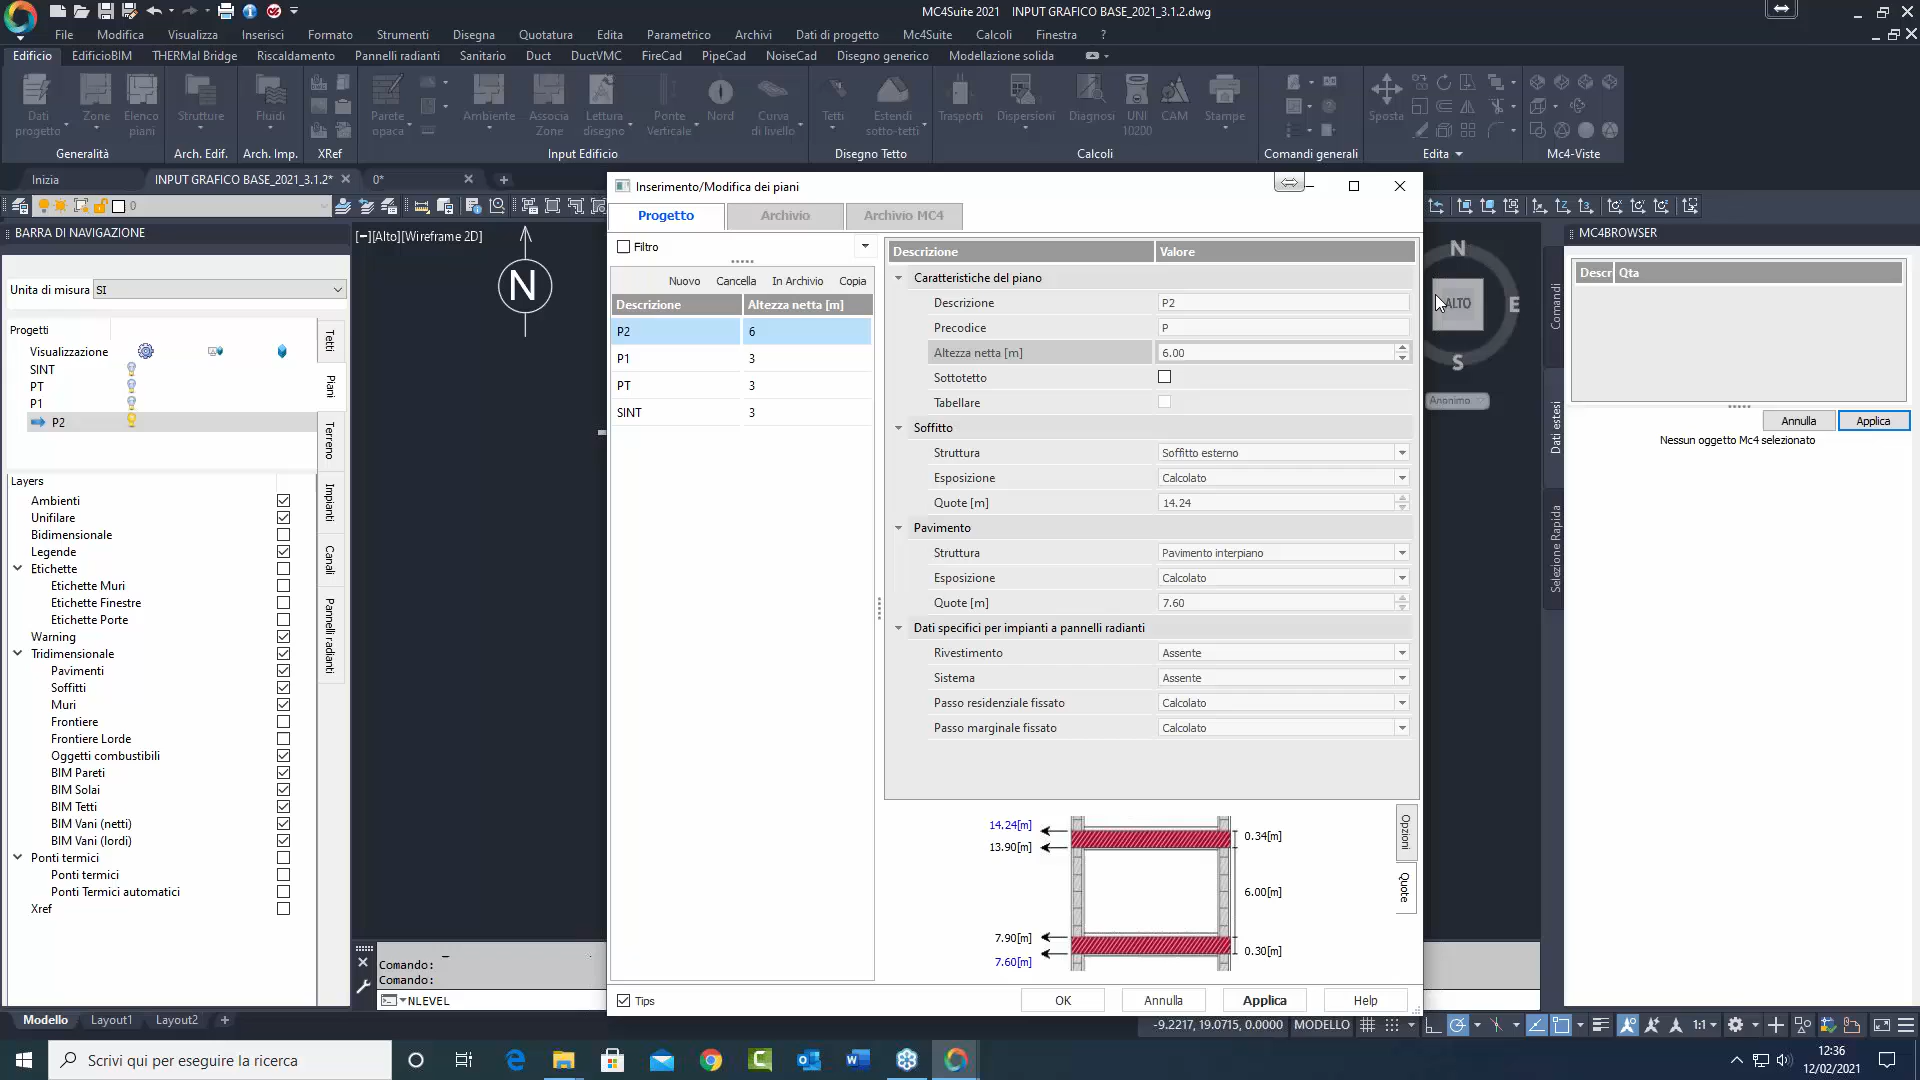 MC4Suite 2021 INPUT GRAFICO BASE_2021_3.1.2.dwg
File Modifica Visualizza Inserisci Formato Strumenti Disegna Quotatura Edita Parametrico Archivi Dati di progetto Mc4Suite Calcoli Finestra ?
Edificio EdificioBIM THERMal Bridge Riscaldamento Pannelli radianti Sanitario Duct DuctVMC FireCad PipeCad NoiseCad Disegno generico Modellazione solida
Dati progetto Zone Elenco piani Strutture Fluidi Parete opaca Ambiente Associa Zone Lettura disegno Ponte Verticale Nord Curva di livello Tetti Estendi sotto-tetti Trasporti Dispersioni Diagnosi UNI 10200 CAM Stampe Sposta
Generalità Arch. Edif. Arch. Imp. XRef Input Edificio Disegno Tetto Calcoli Comandi generali Edita Mc4-Viste
Inizia INPUT GRAFICO BASE_2021_3.1.2* 0*
0
BARRA DI NAVIGAZIONE
Unita di misura SI
Progetti
Visualizzazione
SINT
PT
P1
P2
Tetti
Piani
Terreno
Impianti
Canali
Pannelli radianti
Layers
Ambienti
Unifilare
Bidimensionale
Legende
Etichette
Etichette Muri
Etichette Finestre
Etichette Porte
Warning
Tridimensionale
Pavimenti
Soffitti
Muri
Frontiere
Frontiere Lorde
Oggetti combustibili
BIM Pareti
BIM Solai
BIM Tetti
BIM Vani (netti)
BIM Vani (lordi)
Ponti termici
Ponti termici
Ponti Termici automatici
Xref
[−][Alto][Wireframe 2D]
N
Inserimento/Modifica dei piani
Progetto Archivio Archivio MC4
Filtro
Nuovo Cancella In Archivio Copia
Descrizione Altezza netta [m]
P2 6
P1 3
PT 3
SINT 3
Descrizione Valore
Caratteristiche del piano
Descrizione P2
Precodice P
Altezza netta [m] 6.00
Sottotetto
Tabellare
Soffitto
Struttura Soffitto esterno
Esposizione Calcolato
Quote [m] 14.24
Pavimento
Struttura Pavimento interpiano
Esposizione Calcolato
Quote [m] 7.60
Dati specifici per impianti a pannelli radianti
Rivestimento Assente
Sistema Assente
Passo residenziale fissato Calcolato
Passo marginale fissato Calcolato
14.24[m]
0.34[m]
13.90[m]
6.00[m]
7.90[m]
0.30[m]
7.60[m]
Opzioni
Quote
Tips OK Annulla Applica Help
N
ALTO E
S
Anonimo
Comandi
Dati estesi
Selezione Rapida
MC4BROWSER
Descr Qta
Annulla Applica
Nessun oggetto Mc4 selezionato
Comando:
Comando:
NLEVEL
Modello Layout1 Layout2 +
-9.2217, 19.0715, 0.0000 MODELLO 1:1
Scrivi qui per eseguire la ricerca
12:36
12/02/2021